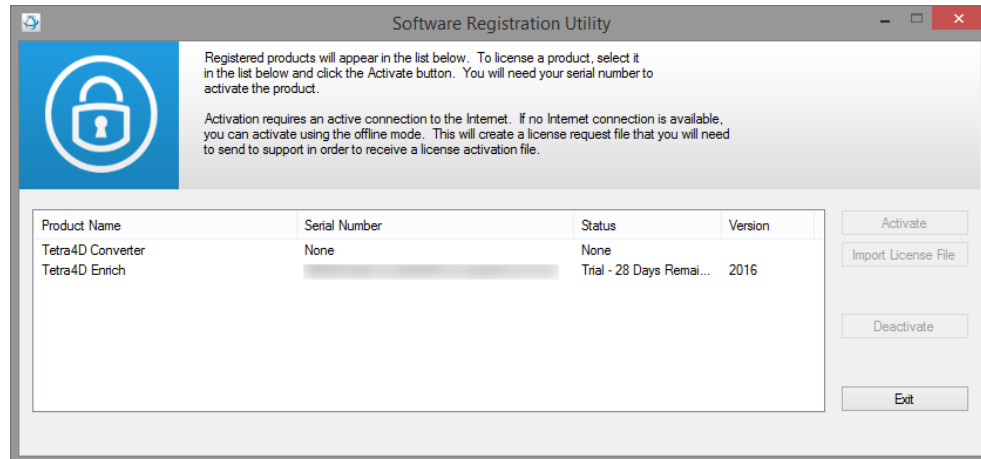 Software Registration Utility
Registered products will appear in the list below. To license a product, select it
in the list below and click the Activate button. You will need your serial number to
activate the product.
Activation requires an active connection to the Internet. If no Internet connection is available,
you can activate using the offline mode. This will create a license request file that you will need
to send to support in order to receive a license activation file.
Product Name Serial Number Status Version
Tetra4D Converter None None
Tetra4D Enrich Trial - 28 Days Remai... 2016
Activate
Import License File
Deactivate
Exit